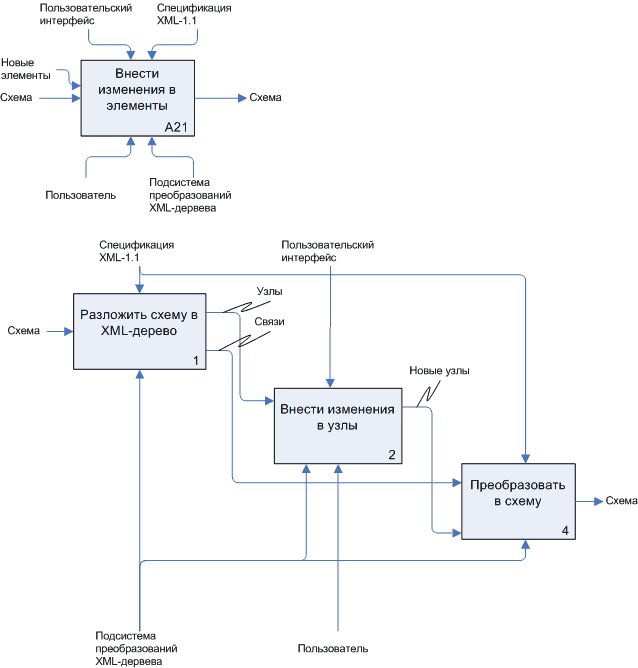 Пользовательский
интерфейс
Спецификация
XML-1.1
Новые
элементы
Схема
Внести
изменения в
элементы
A21
Схема
Пользователь
Подсистема
преобразований
XML-дервева
Спецификация
XML-1.1
Пользовательский
интерфейс
Схема
Разложить схему в
XML-дерево
1
Узлы
Связи
Внести изменения
в узлы
2
Новые узлы
Преобразовать
в схему
4
Схема
Подсистема
преобразований
XML-дервева
Пользователь